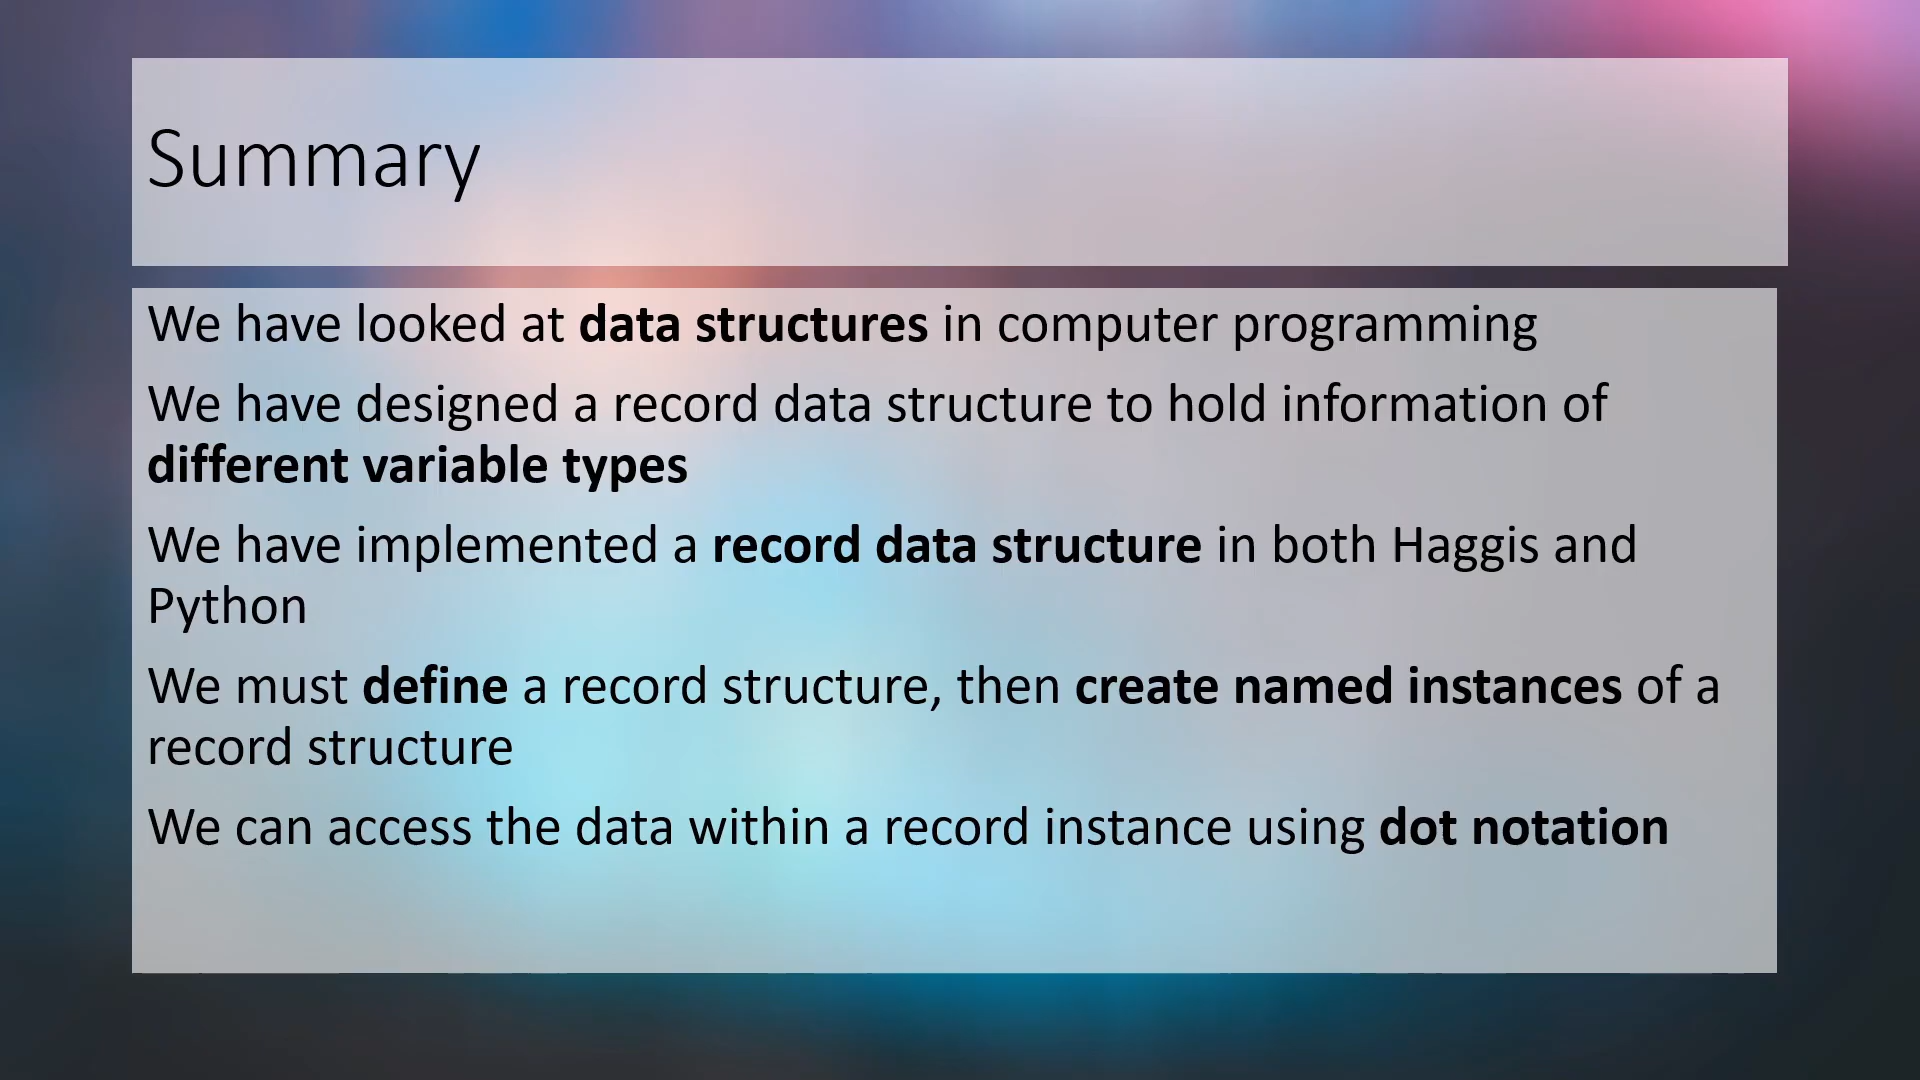 Summary
We have looked at data structures in computer programming
We have designed a record data structure to hold information of
different variable types
We have implemented a record data structure in both Haggis and
Python
We must define a record structure, then create named instances of a
record structure
We can access the data within a record instance using dot notation